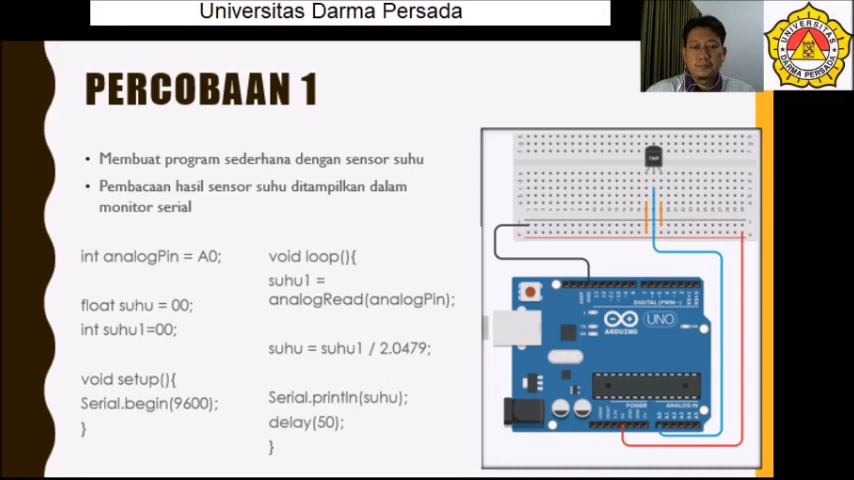 Universitas Darma Persada
UNIVERSITAS
DARMA PERSADA
PERCOBAAN 1
• Membuat program sederhana dengan sensor suhu
• Pembacaan hasil sensor suhu ditampilkan dalam
monitor serial
int analogPin = A0;
float suhu = 00;
int suhu1=00;
void setup(){
Serial.begin(9600);
}
void loop(){
suhu1 =
analogRead(analogPin);
suhu = suhu1 / 2.0479;
Serial.println(suhu);
delay(50);
}
TMP
DIGITAL (PWM~)
UNO
ARDUINO
POWER
ANALOG IN